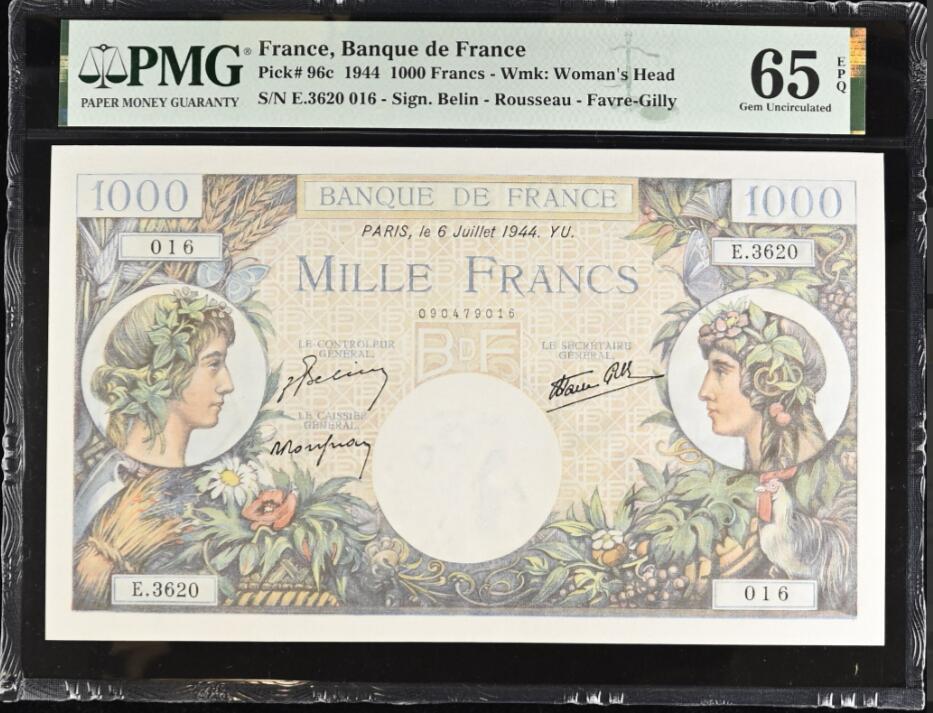 PMG®
PAPER MONEY GUARANTY
France, Banque de France
Pick# 96c 1944 1000 Francs - Wmk: Woman's Head
S/N E.3620 016 - Sign. Belin - Rousseau - Favre-Gilly
65
EPQ
Gem Uncirculated
1000
BANQUE DE FRANCE
1000
PARIS, le 6 Juillet 1944. YU.
016
E.3620
MILLE FRANCS
090479016
BDF
LE CONTROLEUR
GÉNÉRAL
LE SECRÉTAIRE
GÉNÉRAL
LE CAISSIER
GÉNÉRAL
E.3620
016